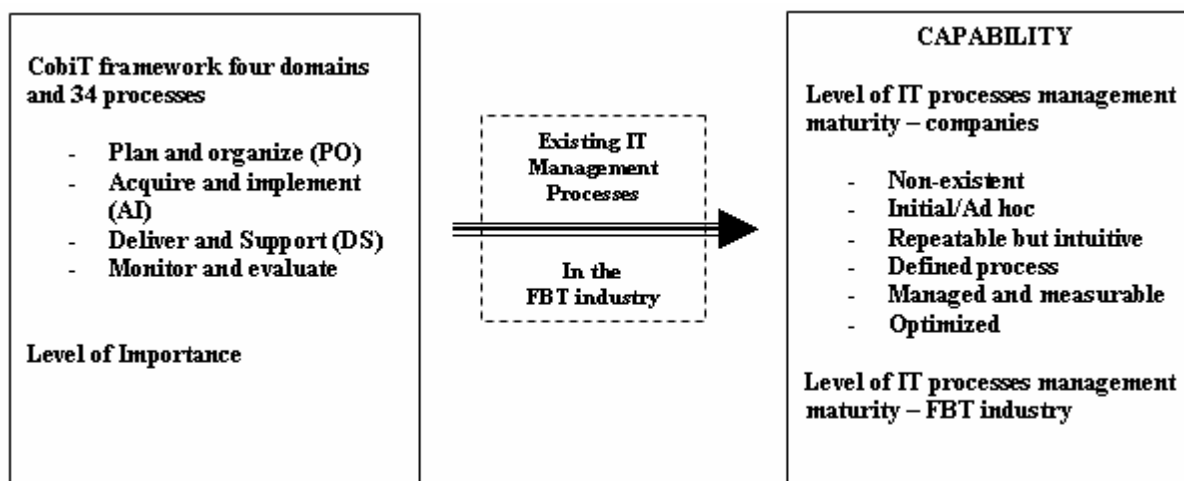 CobiT framework four domains
and 34 processes
- Plan and organize (PO)
- Acquire and implement
(AI)
- Deliver and Support (DS)
- Monitor and evaluate
Level of Importance
Existing IT
Management
Processes
In the
FBT industry
CAPABILITY
Level of IT processes management
maturity – companies
- Non-existent
- Initial/Ad hoc
- Repeatable but intuitive
- Defined process
- Managed and measurable
- Optimized
Level of IT processes management
maturity – FBT industry